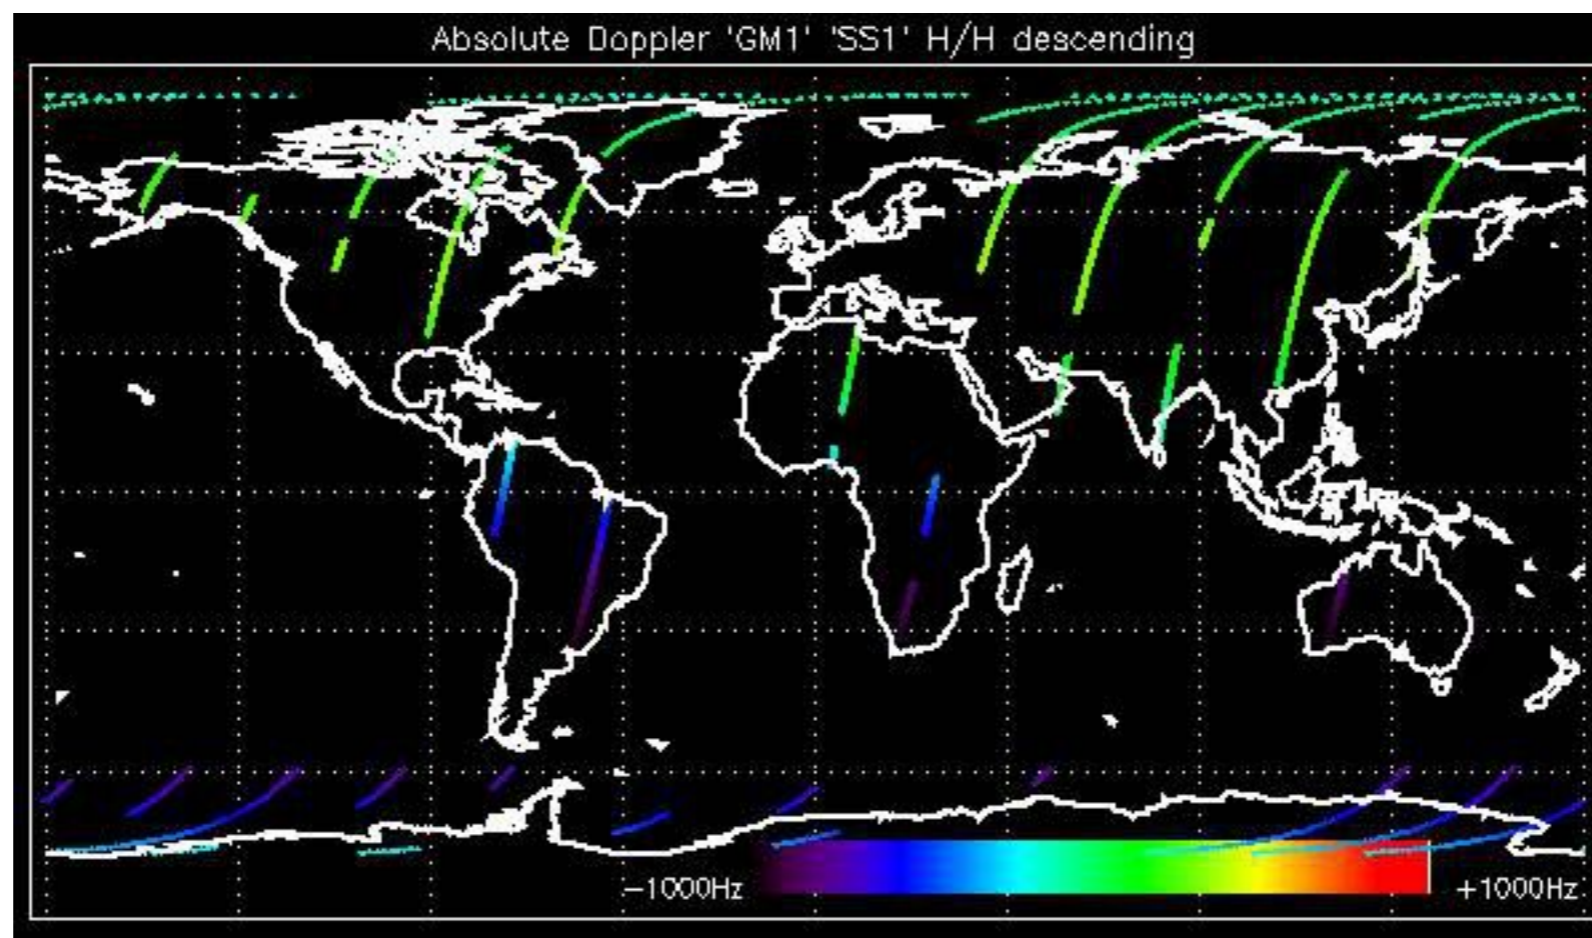 Absolute Doppler 'GM1' 'SS1' H/H descending
−1000Hz
+1000Hz